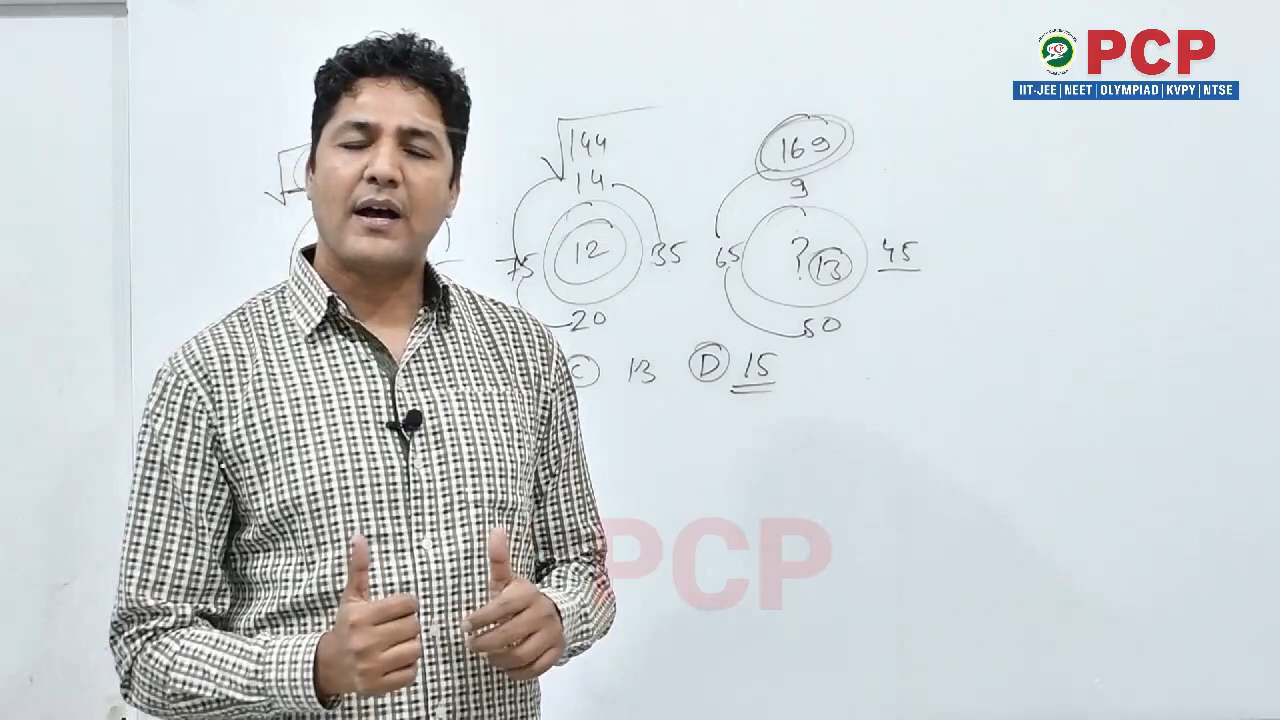 PCP
IIT-JEE | NEET | OLYMPIAD | KVPY | NTSE
√144
169
14
9
75 12 35
65 ? 13 45
20
50
C 13 D 15
PCP